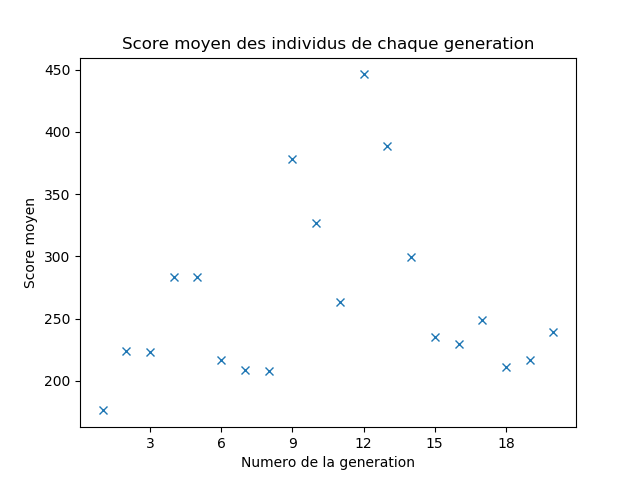 Score moyen des individus de chaque generation
450
400
350
300
250
200
Score moyen
3 6 9 12 15 18
Numero de la generation